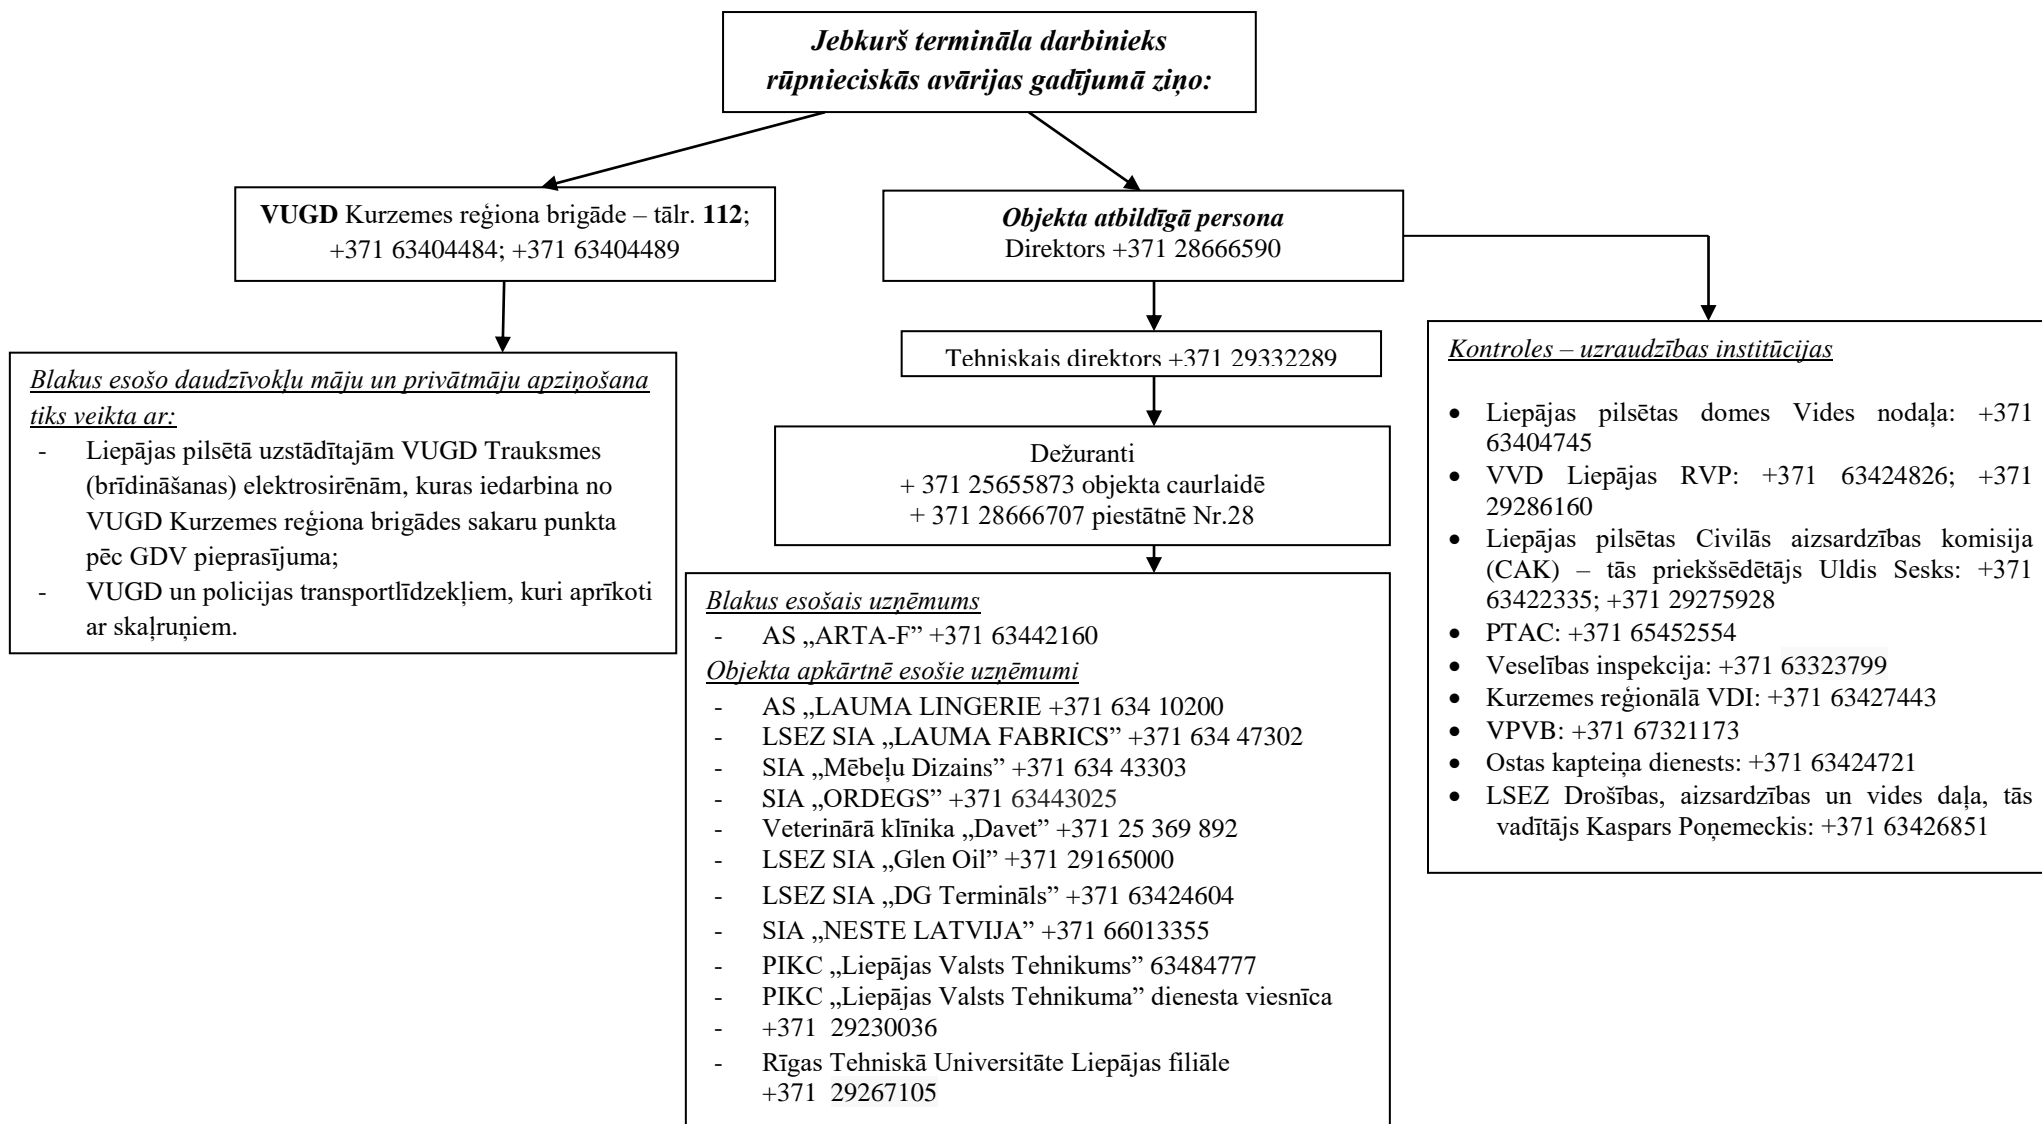 Jebkurš termināla darbinieks
rūpnieciskās avārijas gadījumā ziņo:
VUGD Kurzemes reģiona brigāde – tālr. 112;
+371 63404484; +371 63404489
Objekta atbildīgā persona
Direktors +371 28666590
Blakus esošo daudzīvokļu māju un privātmāju apziņošana
tiks veikta ar:
- Liepājas pilsētā uzstādītajām VUGD Trauksmes
(brīdināšanas) elektrosirēnām, kuras iedarbina no
VUGD Kurzemes reģiona brigādes sakaru punkta
pēc GDV pieprasījuma;
- VUGD un policijas transportlīdzekļiem, kuri aprīkoti
ar skaļruņiem.
Tehniskais direktors +371 29332289
Dežuranti
+ 371 25655873 objekta caurlaidē
+ 371 28666707 piestātnē Nr.28
Blakus esošais uzņēmums
- AS „ARTA-F” +371 63442160
Objekta apkārtnē esošie uzņēmumi
- AS „LAUMA LINGERIE +371 634 10200
- LSEZ SIA „LAUMA FABRICS” +371 634 47302
- SIA „Mēbeļu Dizains” +371 634 43303
- SIA „ORDEGS” +371 63443025
- Veterinārā klīnika „Davet” +371 25 369 892
- LSEZ SIA „Glen Oil” +371 29165000
- LSEZ SIA „DG Termināls” +371 63424604
- SIA „NESTE LATVIJA” +371 66013355
- PIKC „Liepājas Valsts Tehnikums” 63484777
- PIKC „Liepājas Valsts Tehnikuma” dienesta viesnīca
- +371 29230036
- Rīgas Tehniskā Universitāte Liepājas filiāle
+371 29267105
Kontroles – uzraudzības institūcijas
• Liepājas pilsētas domes Vides nodaļa: +371
63404745
• VVD Liepājas RVP: +371 63424826; +371
29286160
• Liepājas pilsētas Civilās aizsardzības komisija
(CAK) – tās priekšsēdētājs Uldis Sesks: +371
63422335; +371 29275928
• PTAC: +371 65452554
• Veselības inspekcija: +371 63323799
• Kurzemes reģionālā VDI: +371 63427443
• VPVB: +371 67321173
• Ostas kapteiņa dienests: +371 63424721
• LSEZ Drošības, aizsardzības un vides daļa, tās
vadītājs Kaspars Poņemeckis: +371 63426851